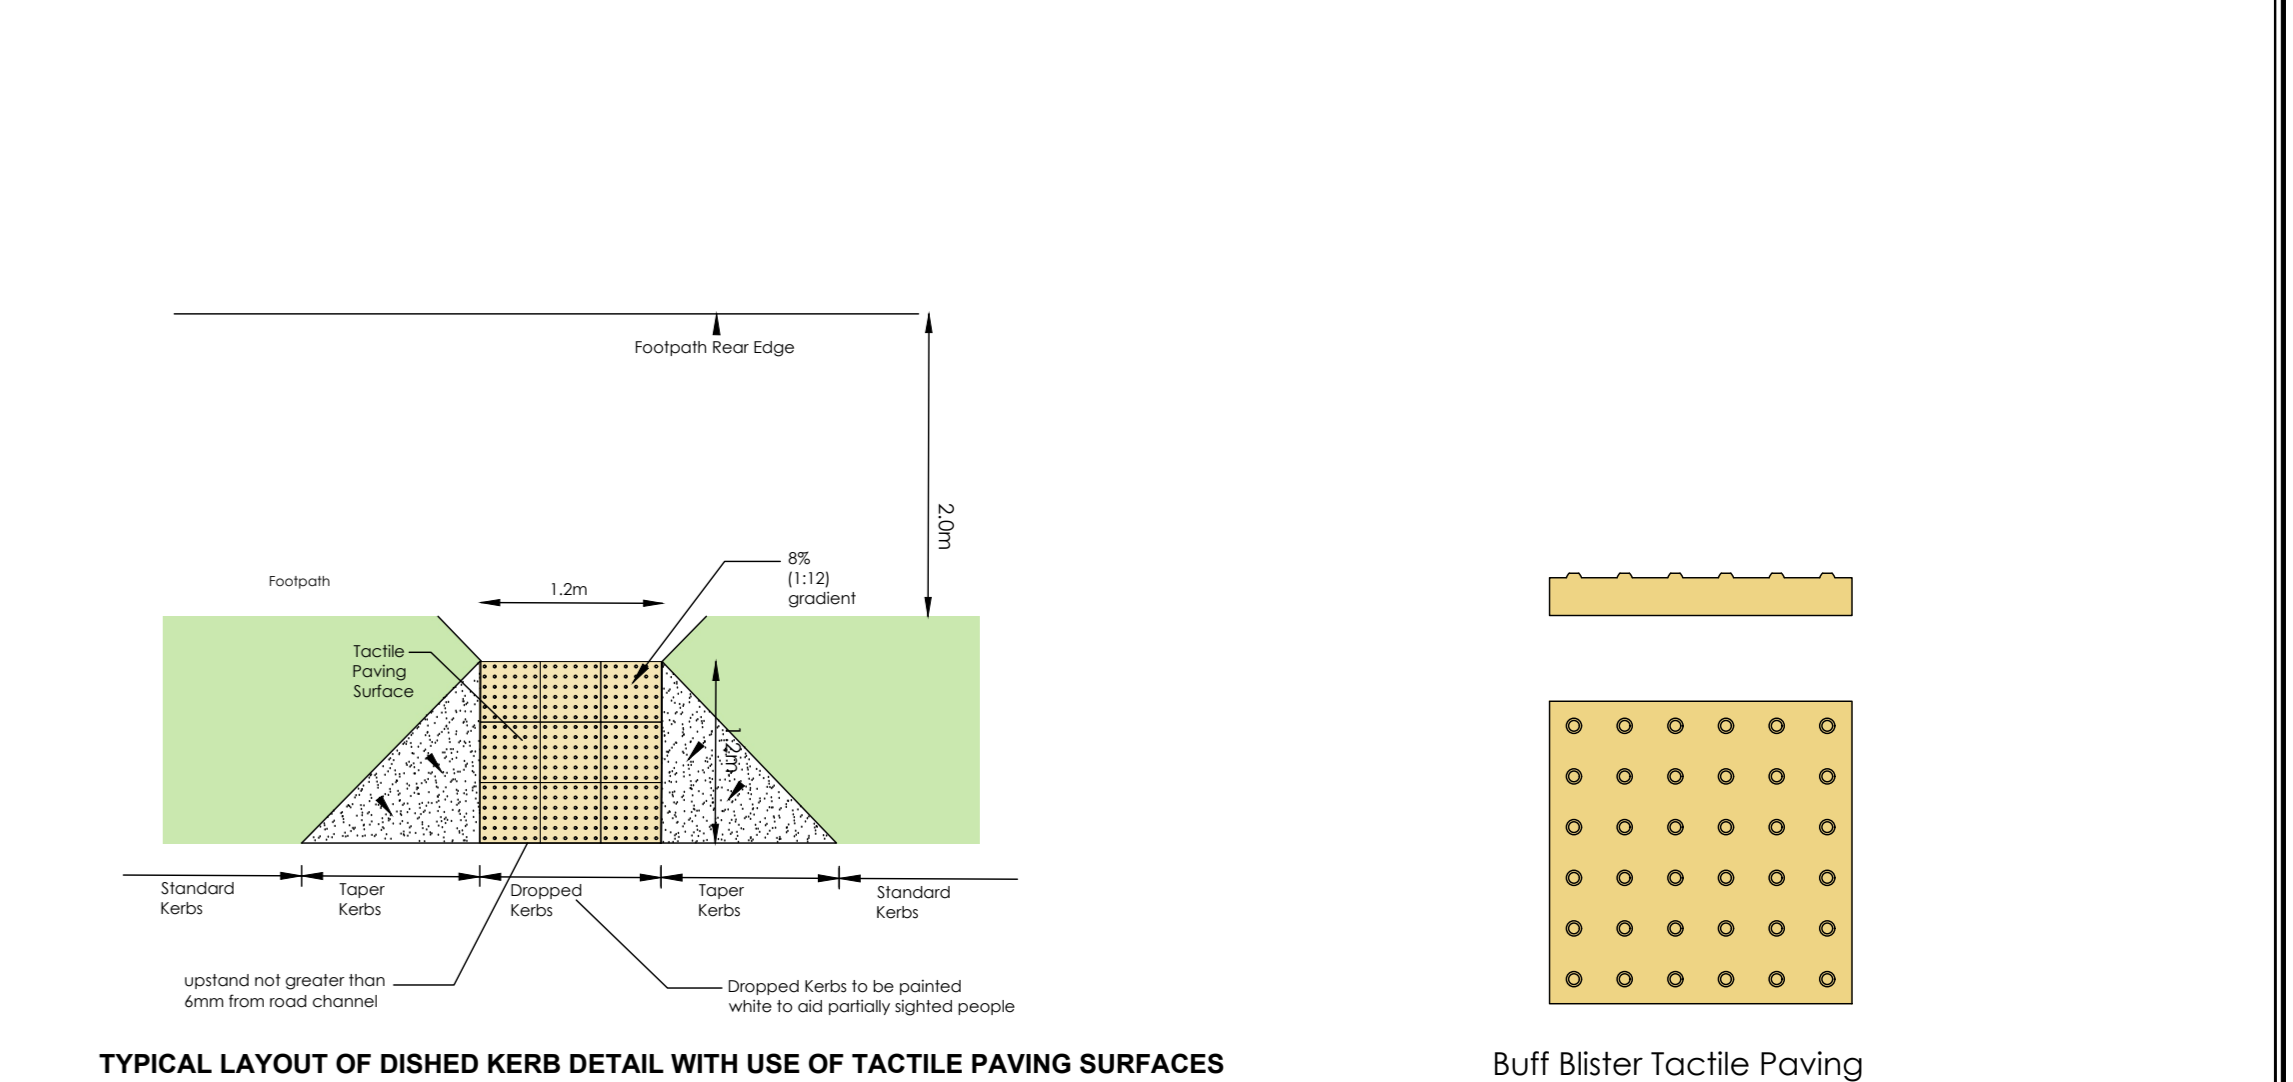 Footpath Rear Edge
2.0m
8%
(1:12)
gradient
Footpath
1.2m
Tactile
Paving
Surface
1.2m
Standard
Kerbs
Taper
Kerbs
Dropped
Kerbs
Taper
Kerbs
Standard
Kerbs
upstand not greater than
6mm from road channel
Dropped Kerbs to be painted
white to aid partially sighted people
TYPICAL LAYOUT OF DISHED KERB DETAIL WITH USE OF TACTILE PAVING SURFACES
Buff Blister Tactile Paving